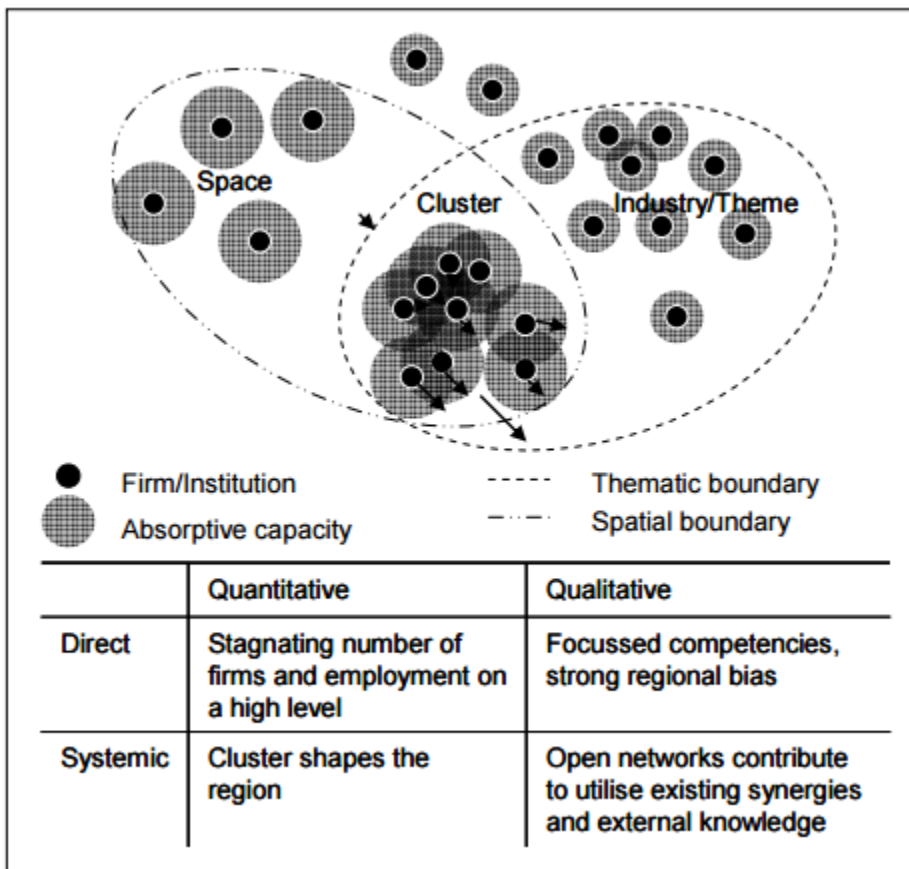 Space
Cluster
Industry/Theme
Firm/Institution
Absorptive capacity
Thematic boundary
Spatial boundary
Quantitative
Qualitative
Direct
Stagnating number of
firms and employment on
a high level
Focussed competencies,
strong regional bias
Systemic
Cluster shapes the
region
Open networks contribute
to utilise existing synergies
and external knowledge